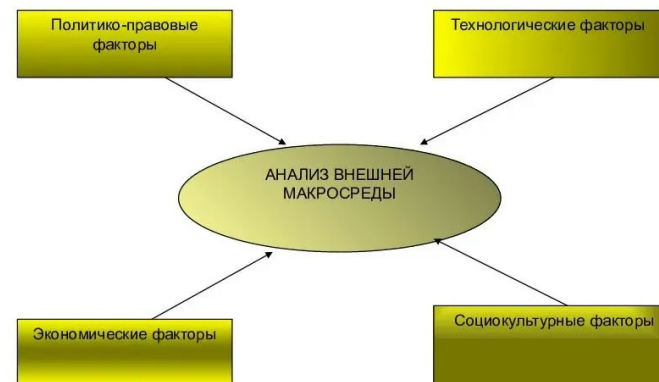 Политико-правовые
факторы
Технологические факторы
АНАЛИЗ ВНЕШНЕЙ
МАКРОСРЕДЫ
Экономические факторы
Социокультурные факторы